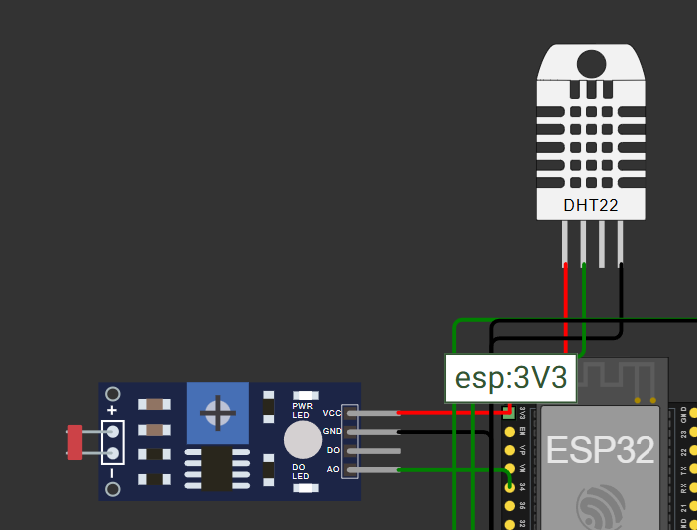 DHT22
esp:3V3
PWR
LED
+
VCC
GND
DO
AO
DO
LED
−
3V3
EN
VP
VN
34
35
32
ESP32
GND
23
22
TX
RX
21
GND